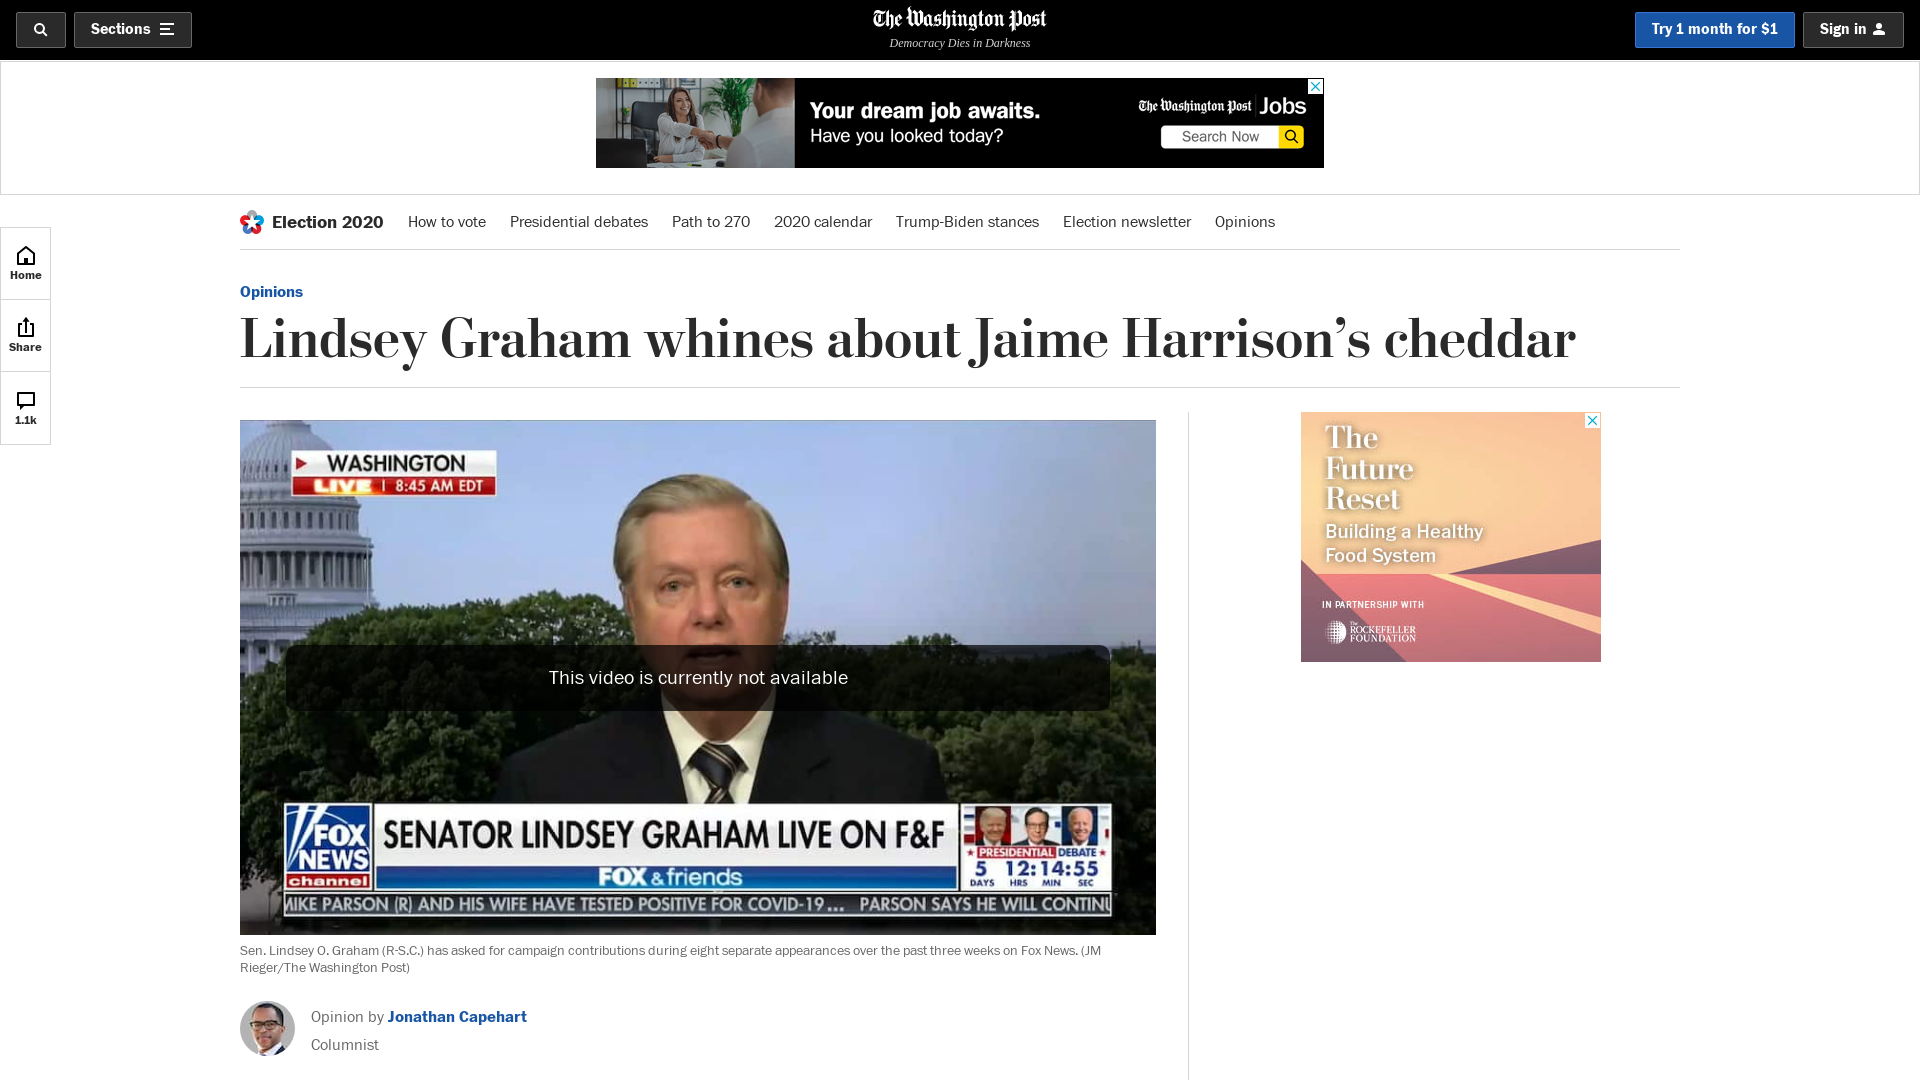 Sections
The Washington Post
Democracy Dies in Darkness
Try 1 month for $1
Sign in
Your dream job awaits.
Have you looked today?
The Washington Post Jobs
Search Now
Election 2020
How to vote
Presidential debates
Path to 270
2020 calendar
Trump-Biden stances
Election newsletter
Opinions
Home
Share
1.1k
Opinions
Lindsey Graham whines about Jaime Harrison’s cheddar
WASHINGTON
LIVE | 8:45 AM EDT
This video is currently not available
FOX
NEWS
channel
SENATOR LINDSEY GRAHAM LIVE ON F&F
FOX & friends
PRESIDENTIAL DEBATE
5 12:14:55
DAYS HRS MIN SEC
MIKE PARSON (R) AND HIS WIFE HAVE TESTED POSITIVE FOR COVID-19... PARSON SAYS HE WILL CONTINU
Sen. Lindsey O. Graham (R-S.C.) has asked for campaign contributions during eight separate appearances over the past three weeks on Fox News. (JM
Rieger/The Washington Post)
Opinion by Jonathan Capehart
Columnist
The
Future
Reset
Building a Healthy
Food System
IN PARTNERSHIP WITH
The
ROCKEFELLER
FOUNDATION